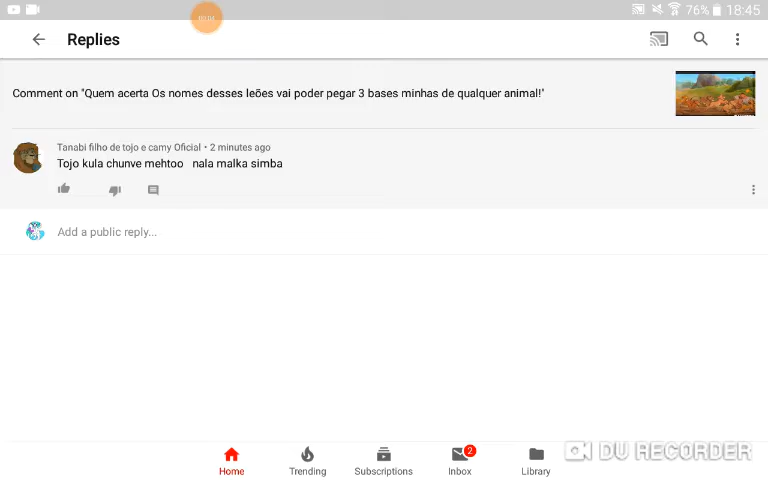 76% 18:45
Replies
Comment on "Quem acerta Os nomes desses leões vai poder pegar 3 bases minhas de qualquer animal!"
Tanabi filho de tojo e camy Oficial • 2 minutes ago
Tojo kula chunve mehtoo nala malka simba
Add a public reply...
2
Home Trending Subscriptions Inbox Library
DU RECORDER